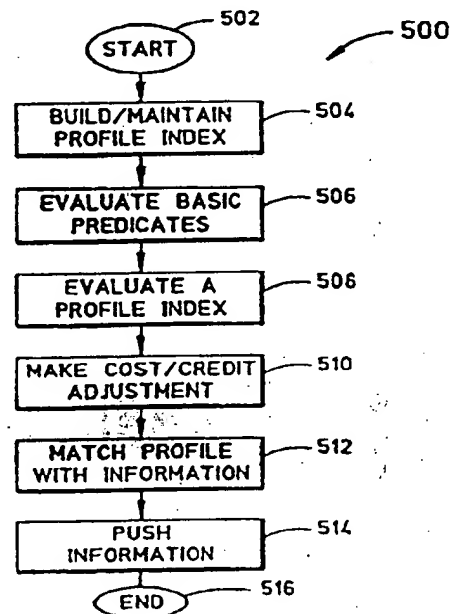 502
500
START
BUILD/MAINTAIN
PROFILE INDEX
504
EVALUATE BASIC
PREDICATES
506
EVALUATE A
PROFILE INDEX
508
MAKE COST/CREDIT
ADJUSTMENT
510
MATCH PROFILE
WITH INFORMATION
512
PUSH
INFORMATION
514
END
516